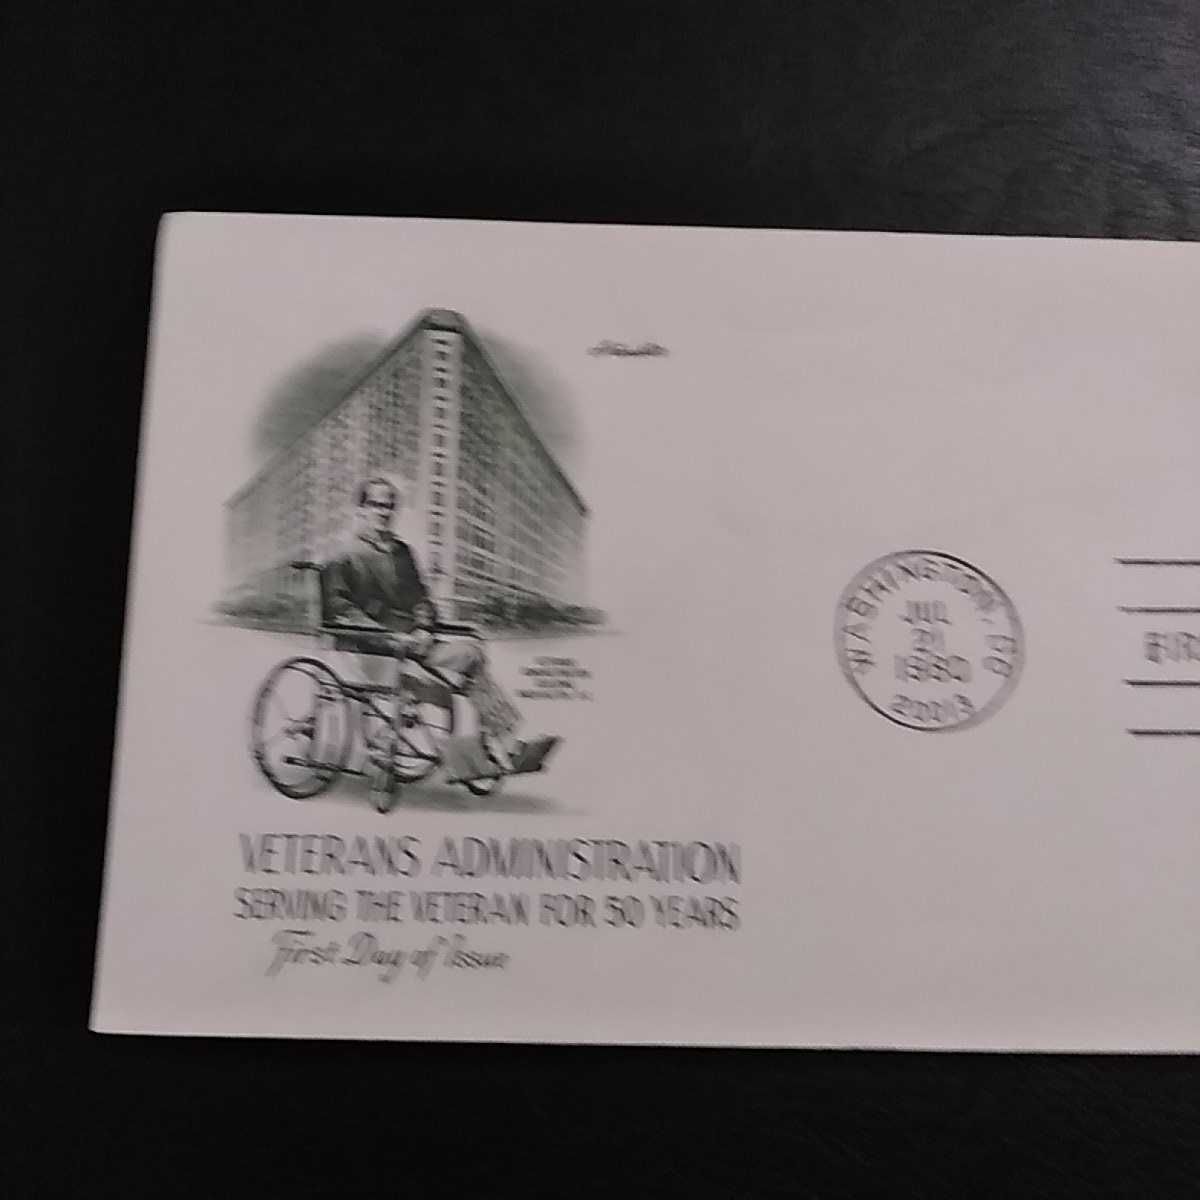 WASHINGTON, DC
JUL
21
1980
20013
VETERANS ADMINISTRATION
SERVING THE VETERAN FOR 50 YEARS
First Day of Issue